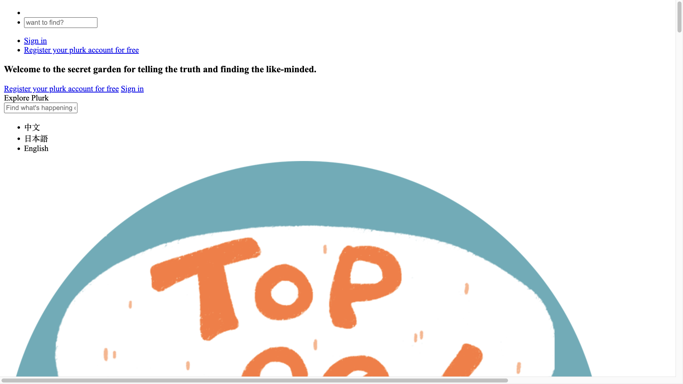 want to find?
Sign in
Register your plurk account for free
Welcome to the secret garden for telling the truth and finding the like-minded.
Register your plurk account for free Sign in
Explore Plurk
Find what's happening
中文
日本語
English
TOP